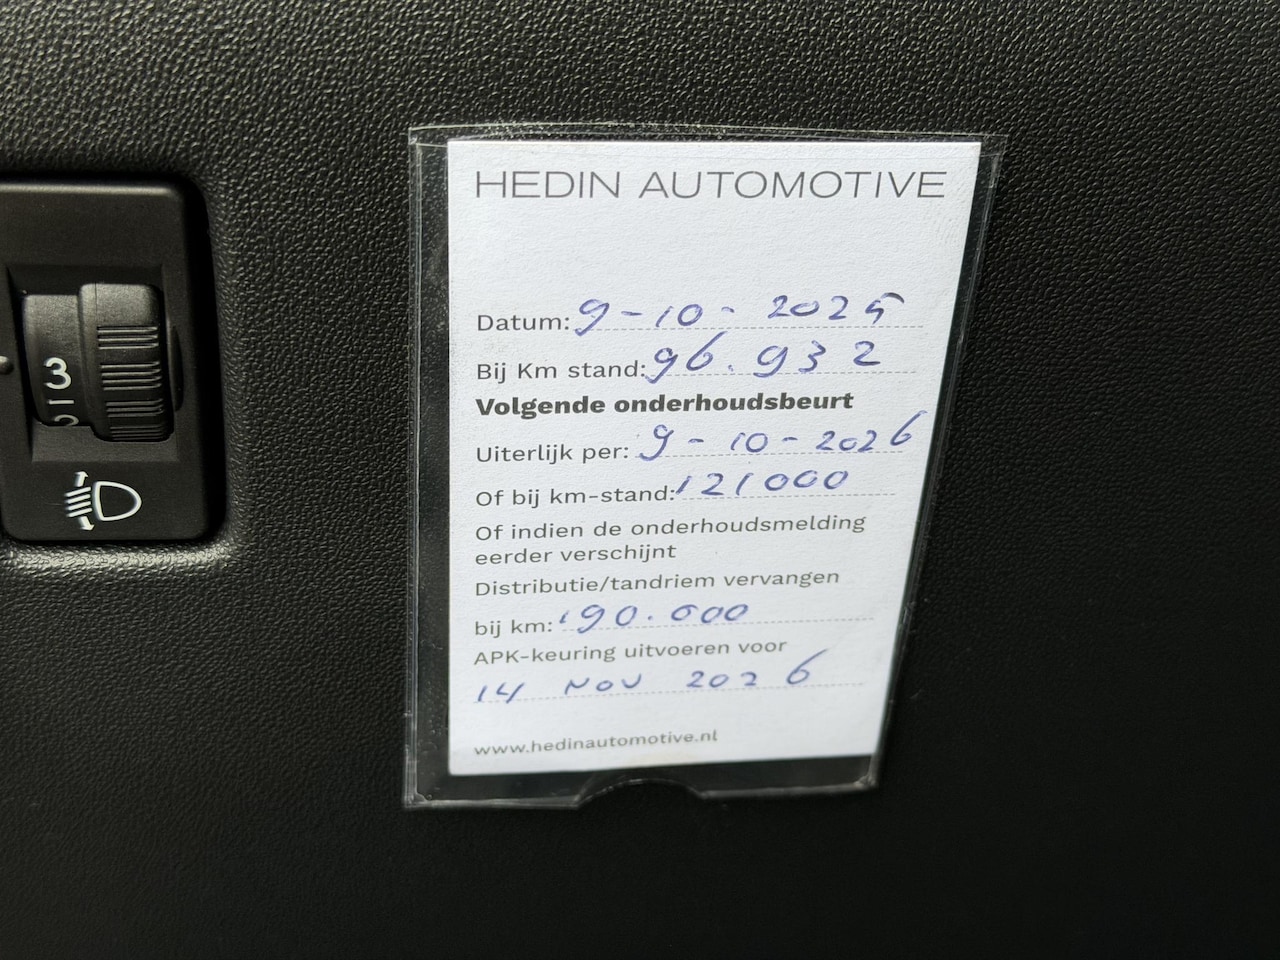 HEDIN AUTOMOTIVE
Datum: 9-10-2025
Bij Km stand: 96.932
Volgende onderhoudsbeurt
Uiterlijk per: 9-10-2026
Of bij km-stand: 121000
Of indien de onderhoudsmelding
eerder verschijnt
Distributie/tandriem vervangen
bij km: 190.000
APK-keuring uitvoeren voor
14 NOV 2026
www.hedinautomotive.nl
3
2